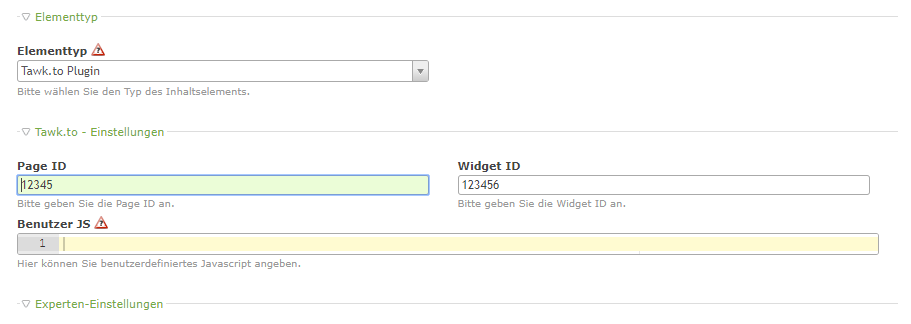 Elementtyp
Elementtyp
Tawk.to Plugin
Bitte wählen Sie den Typ des Inhaltselements.
Tawk.to - Einstellungen
Page ID Widget ID
12345 123456
Bitte geben Sie die Page ID an. Bitte geben Sie die Widget ID an.
Benutzer JS
1
Hier können Sie benutzerdefiniertes Javascript angeben.
Experten-Einstellungen